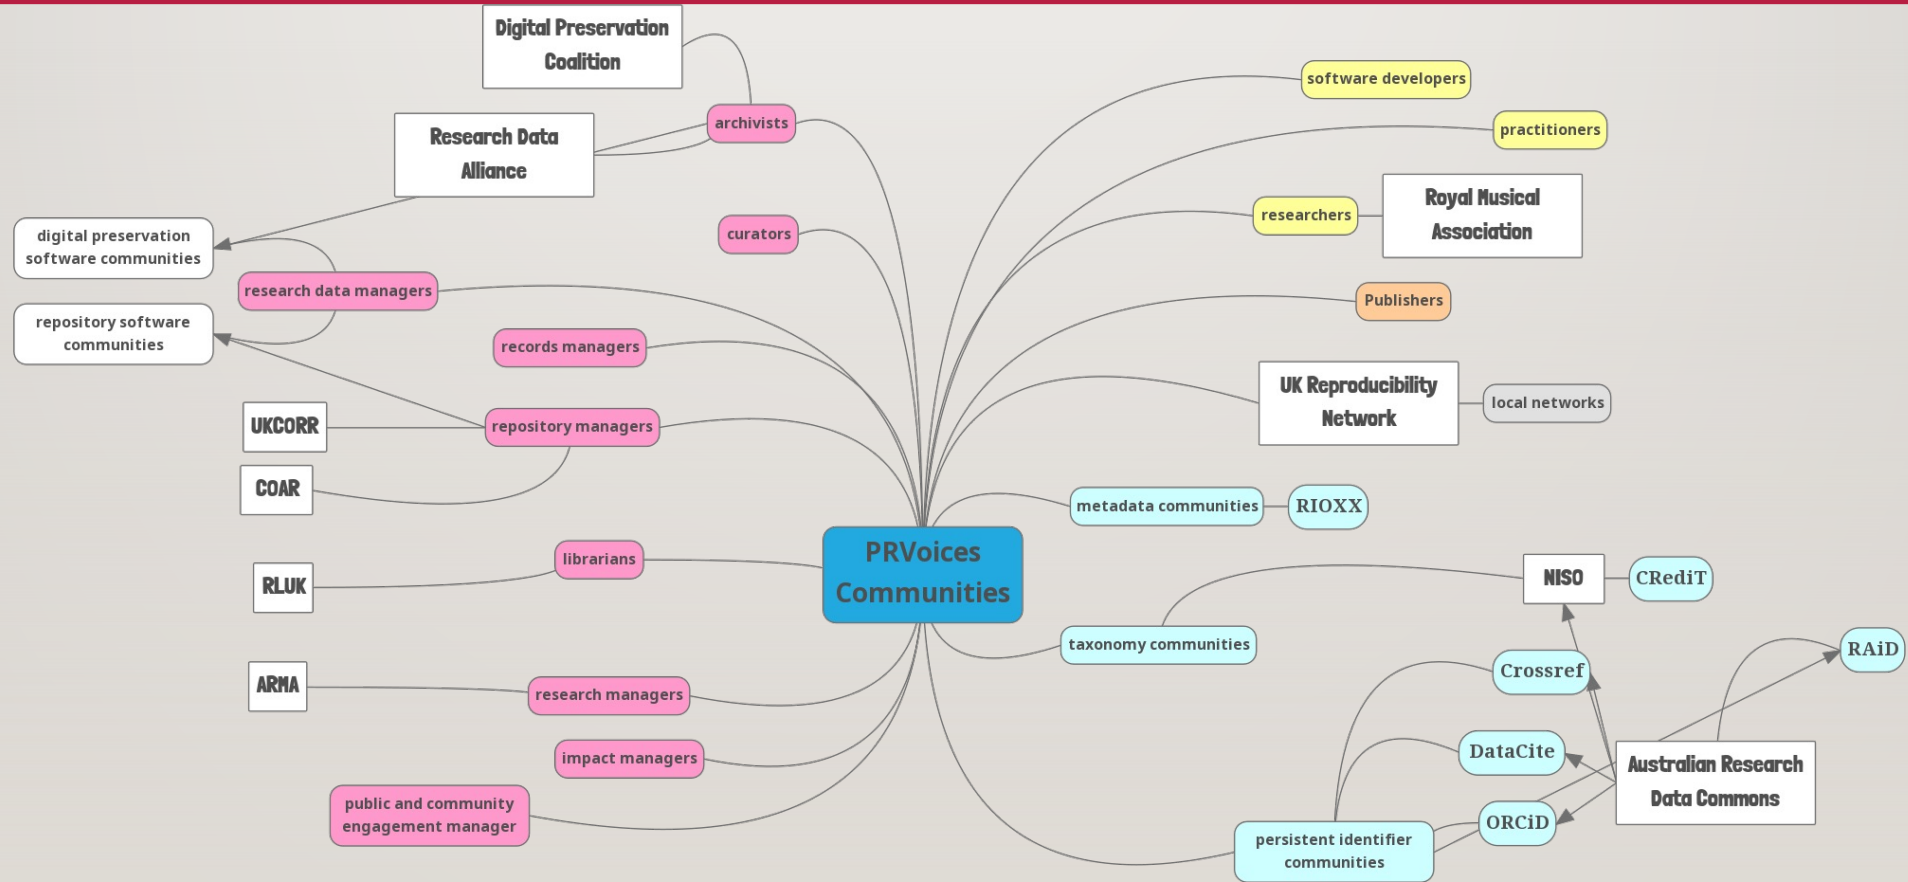 Digital Preservation
Coalition
Research Data
Alliance
archivists
curators
digital preservation
software communities
research data managers
repository software
communities
records managers
UKCORR
repository managers
COAR
librarians
RLUK
ARMA
research managers
impact managers
public and community
engagement manager
PRVoices
Communities
software developers
practitioners
researchers
Royal Musical
Association
Publishers
UK Reproducibility
Network
local networks
metadata communities
RIOXX
NISO
CRediT
taxonomy communities
Crossref
RAiD
DataCite
Australian Research
Data Commons
ORCiD
persistent identifier
communities